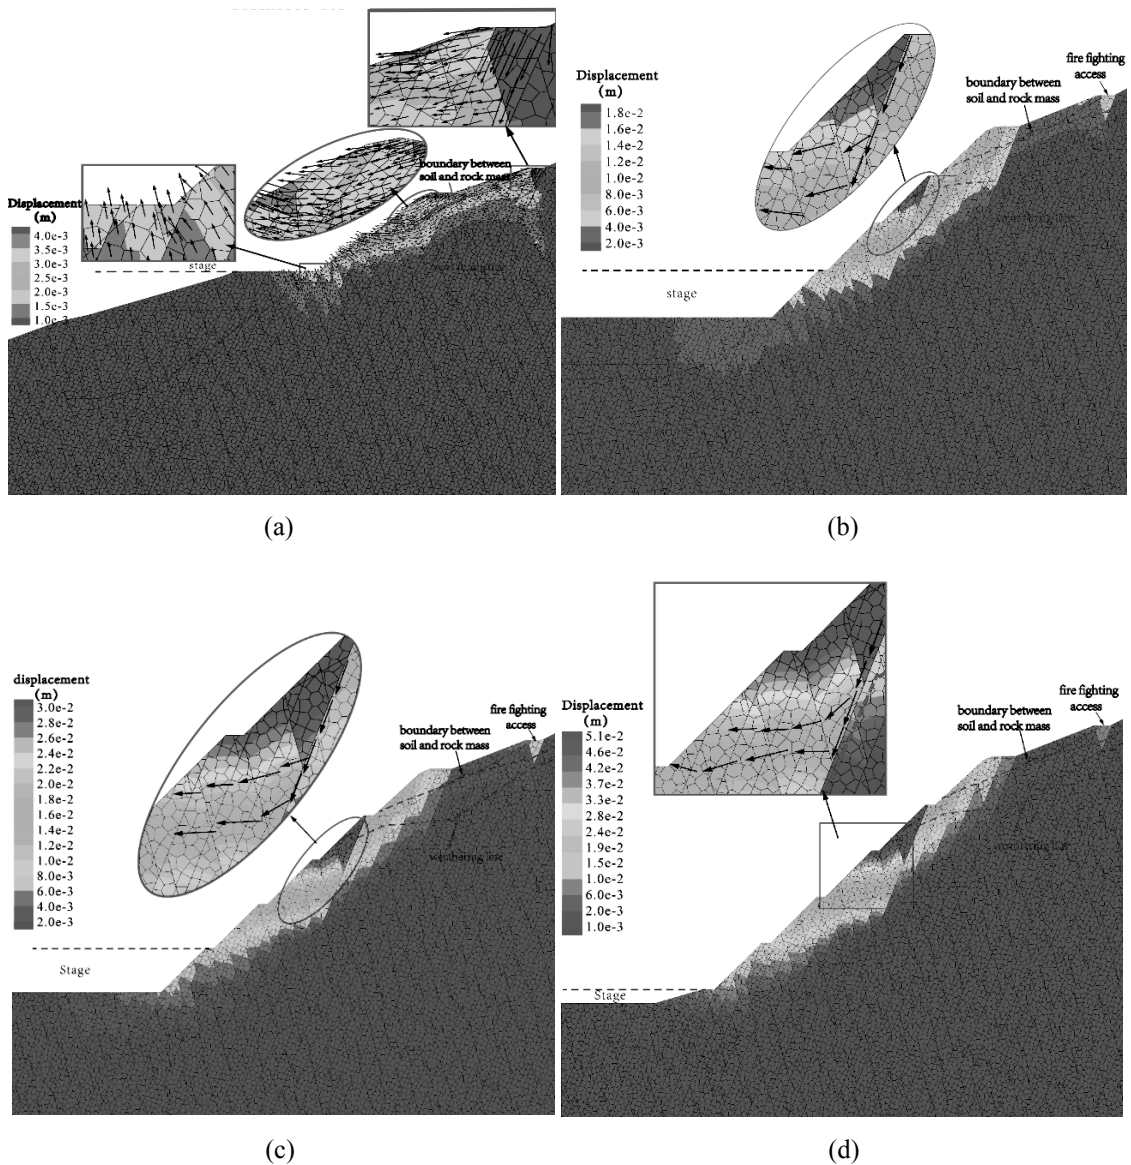 boundary between
soil and rock mass
Displacement
(m)
4.0e-3
3.5e-3
3.0e-3
2.5e-3
2.0e-3
1.5e-3
1.0e-3
stage
(a)
Displacement
(m)
1.8e-2
1.6e-2
1.4e-2
1.2e-2
1.0e-2
8.0e-3
6.0e-3
4.0e-3
2.0e-3
fire fighting
access
boundary between
soil and rock mass
stage
(b)
displacement
(m)
3.0e-2
2.8e-2
2.6e-2
2.4e-2
2.2e-2
2.0e-2
1.8e-2
1.6e-2
1.4e-2
1.2e-2
1.0e-2
8.0e-3
6.0e-3
4.0e-3
2.0e-3
fire fighting
access
boundary between
soil and rock mass
weathering line
Stage
(c)
Displacement
(m)
5.1e-2
4.6e-2
4.2e-2
3.7e-2
3.3e-2
2.8e-2
2.4e-2
1.9e-2
1.5e-2
1.0e-2
6.0e-3
2.0e-3
1.0e-3
fire fighting
access
boundary between
soil and rock mass
Stage
(d)